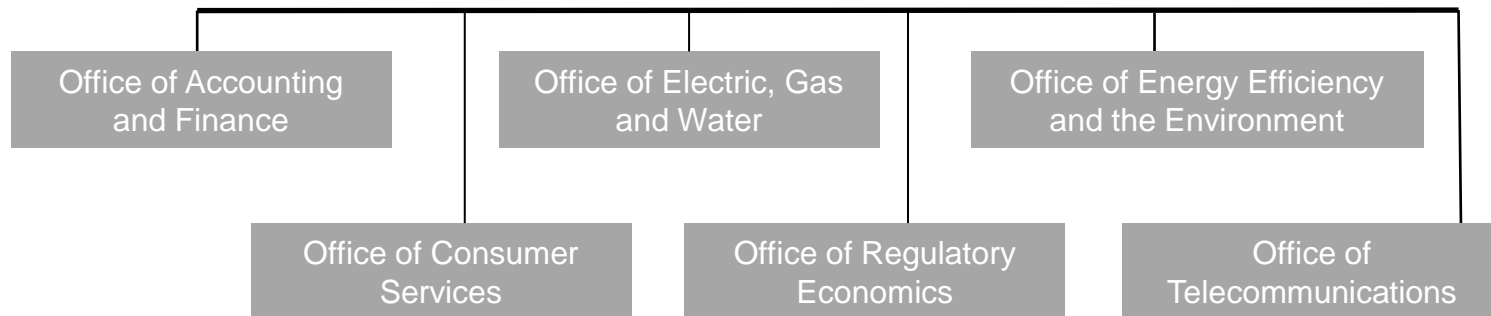 Office of Accounting
and Finance
Office of Electric, Gas
and Water
Office of Energy Efficiency
and the Environment
Office of Consumer
Services
Office of Regulatory
Economics
Office of
Telecommunications